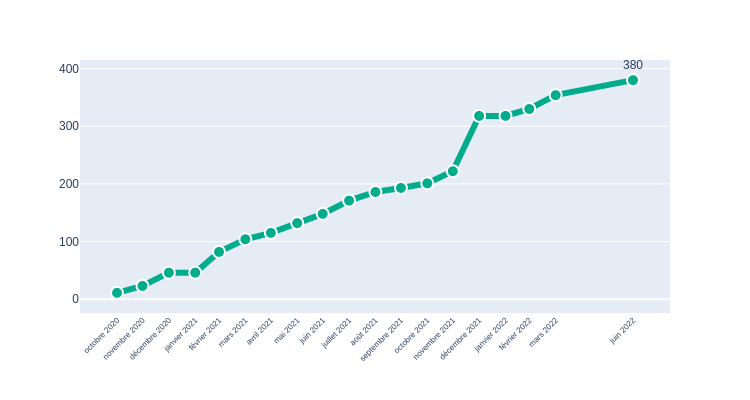 380
400
300
200
100
0
octobre 2020
novembre 2020
décembre 2020
janvier 2021
février 2021
mars 2021
avril 2021
mai 2021
juin 2021
juillet 2021
août 2021
septembre 2021
octobre 2021
novembre 2021
décembre 2021
janvier 2022
février 2022
mars 2022
juin 2022